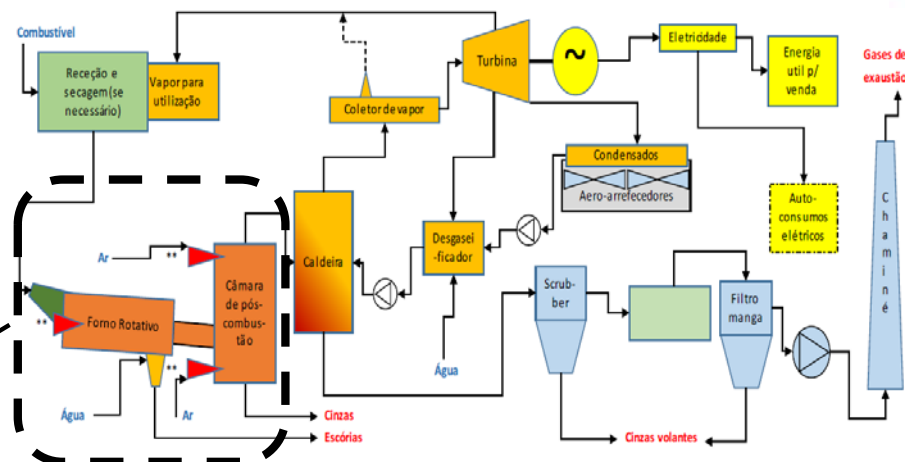 Combustível
Receção e
secagem (se
necessário)
Vapor para
utilização
Coletor de vapor
Turbina
~
Eletricidade
Energia
util p/
venda
Gases de
exaustão
Condensados
Aero-arrefecedores
Auto-
consumos
elétricos
Chaminé
Ar
**
Câmara
de pós-
combus-
tão
Caldeira
Desgasei
-ficador
Scrub-
ber
Filtro
manga
**
Forno Rotativo
**
Água
Água
Ar
Cinzas
Escórias
Cinzas volantes